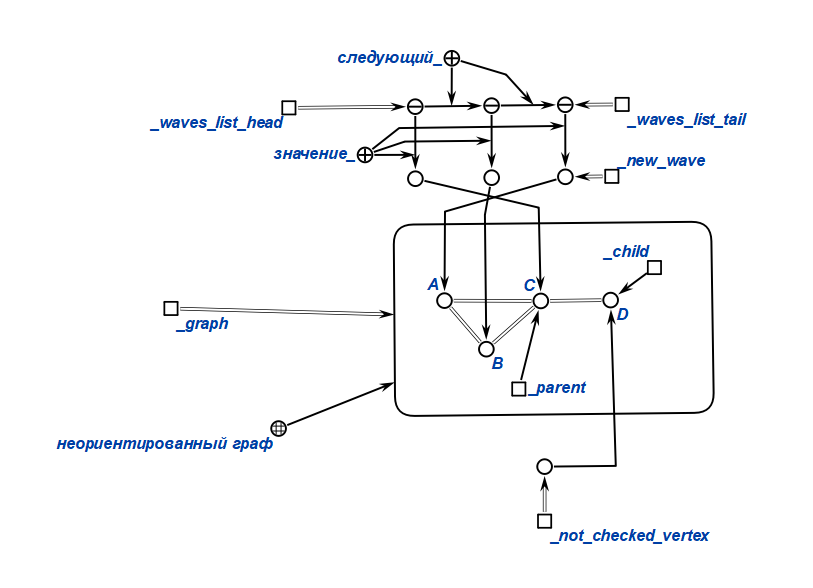 следующий_
_waves_list_head
_waves_list_tail
значение_
_new_wave
_child
A
C
_graph
D
B
_parent
неориентированный граф
_not_checked_vertex